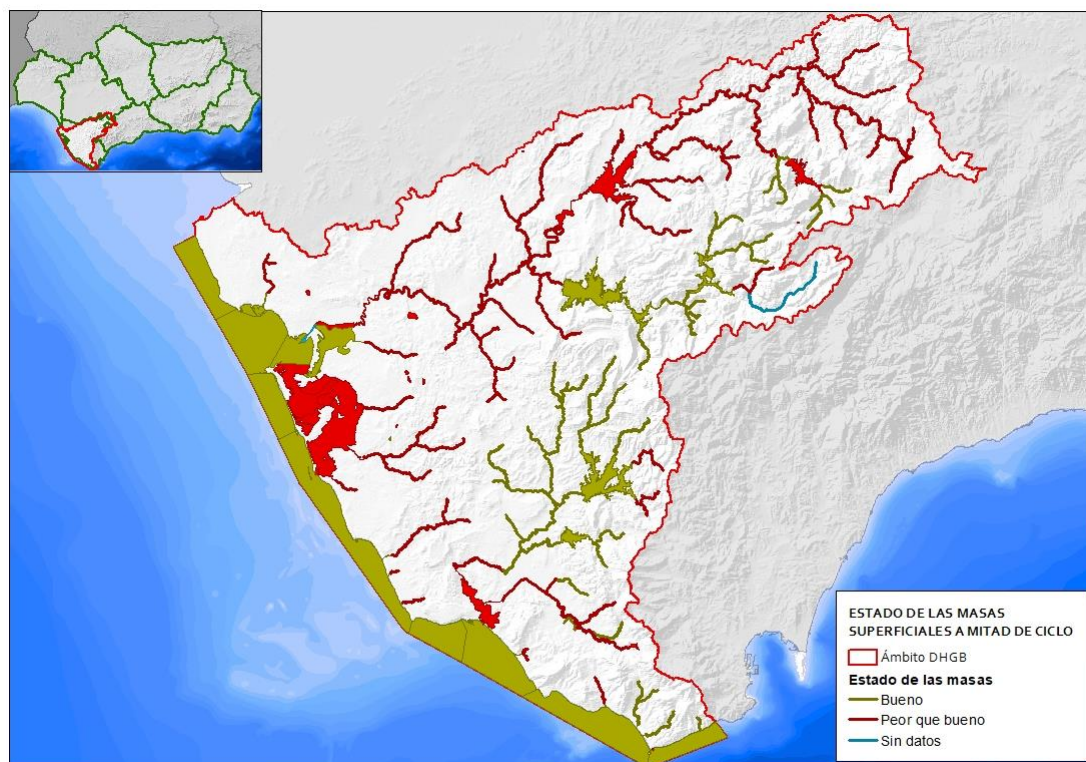 ESTADO DE LAS MASAS
SUPERFICIALES A MITAD DE CICLO
Ámbito DHGB
Estado de las masas
Bueno
Peor que bueno
Sin datos